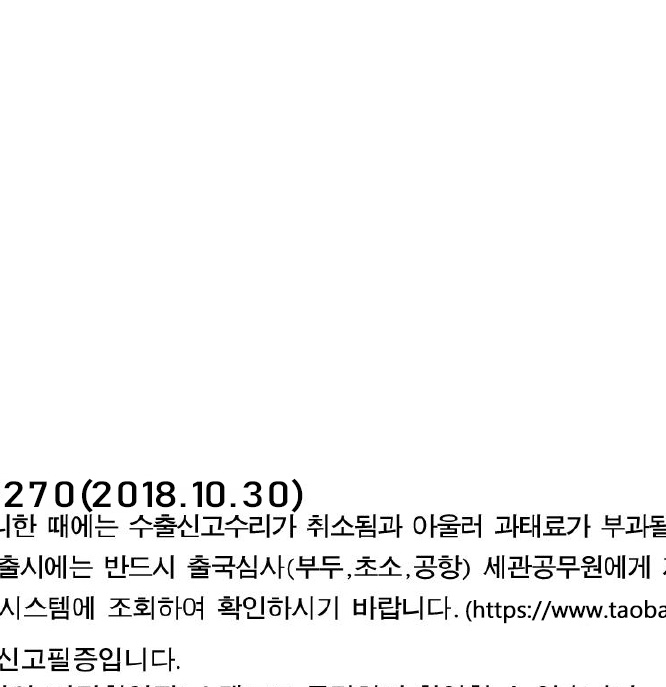 270(2018.10.30)
니한 때에는 수출신고수리가 취소됨과 아울러 과태료가 부과될
출시에는 반드시 출국심사(부두,초소,공항) 세관공무원에게
시스템에 조회하여 확인하시기 바랍니다.(https://www.taoba
신고필증입니다.